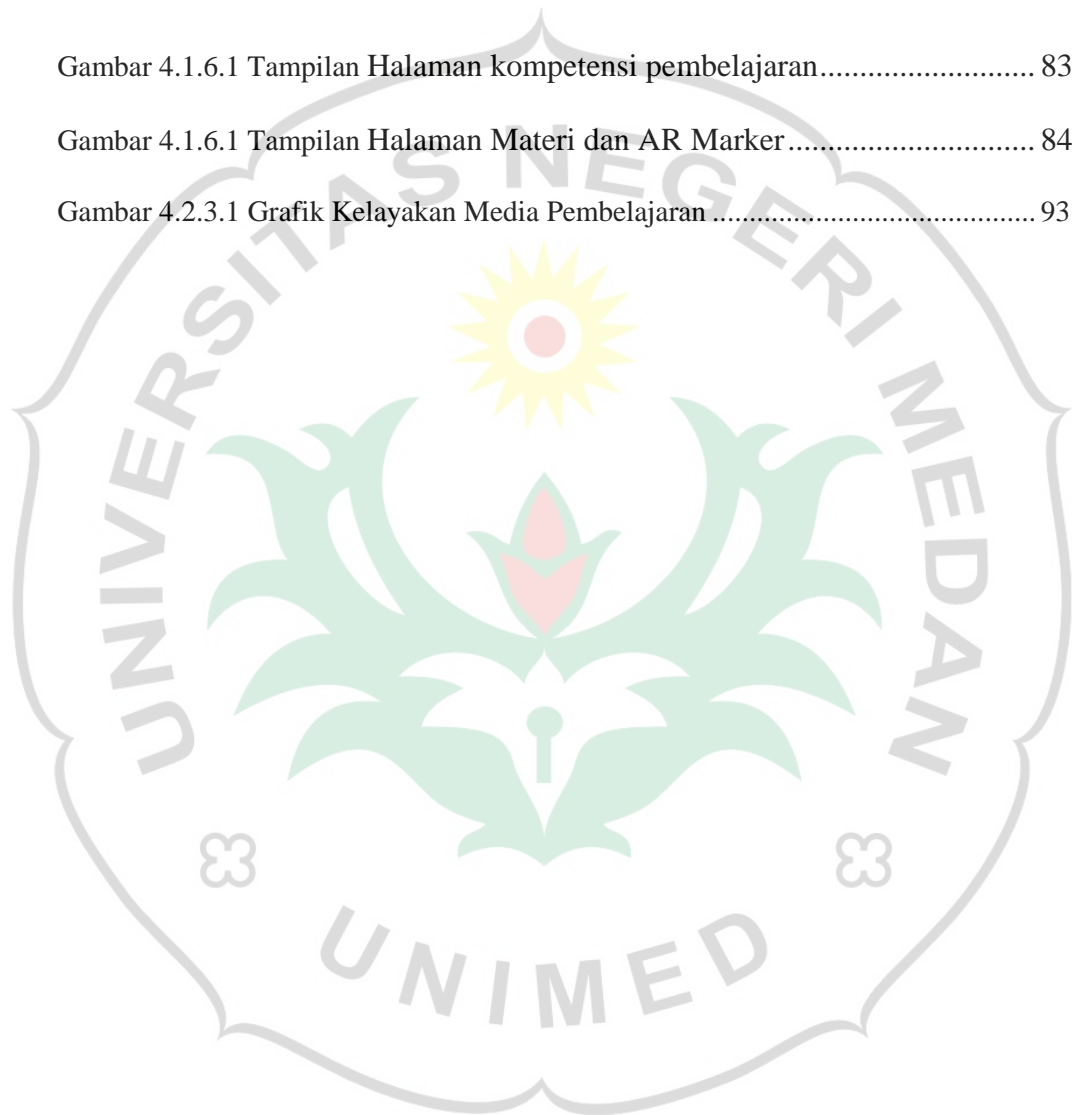 Gambar 4.1.6.1 Tampilan Halaman kompetensi pembelajaran........................... 83
Gambar 4.1.6.1 Tampilan Halaman Materi dan AR Marker............................... 84
Gambar 4.2.3.1 Grafik Kelayakan Media Pembelajaran........................................ 93
UNIVERSITAS NEGERI MEDAN
UNIMED